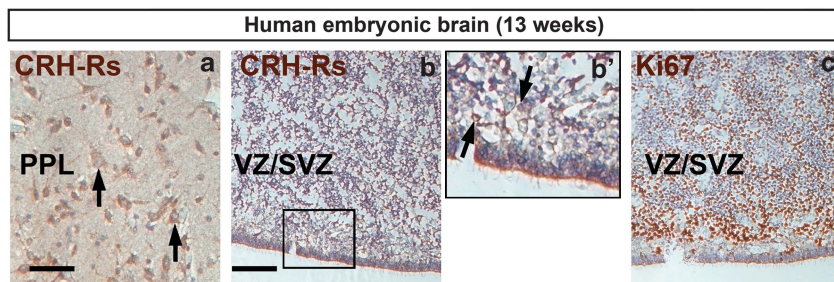 Human embryonic brain (13 weeks)
CRH-Rs a
PPL
CRH-Rs b
VZ/SVZ
b'
Ki67 c
VZ/SVZ